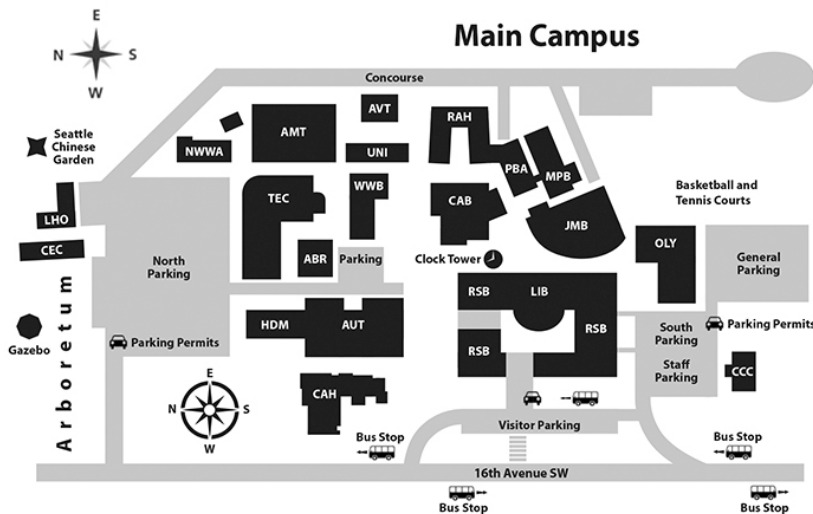 Main Campus
E
N
S
W
Concourse
Seattle
Chinese
Garden
NWWA
AMT
AVT
UNI
RAH
PBA
MPB
LHO
CEC
TEC
WWB
CAB
JMB
Basketball and
Tennis Courts
OLY
North
Parking
ABR
Parking
Clock Tower
General
Parking
RSB
LIB
RSB
RSB
HDM
AUT
South
Parking
Parking Permits
Staff
Parking
CCC
Gazebo
Parking Permits
Arboretum
E
N
S
W
CAH
Visitor Parking
Bus Stop
Bus Stop
16th Avenue SW
Bus Stop
Bus Stop